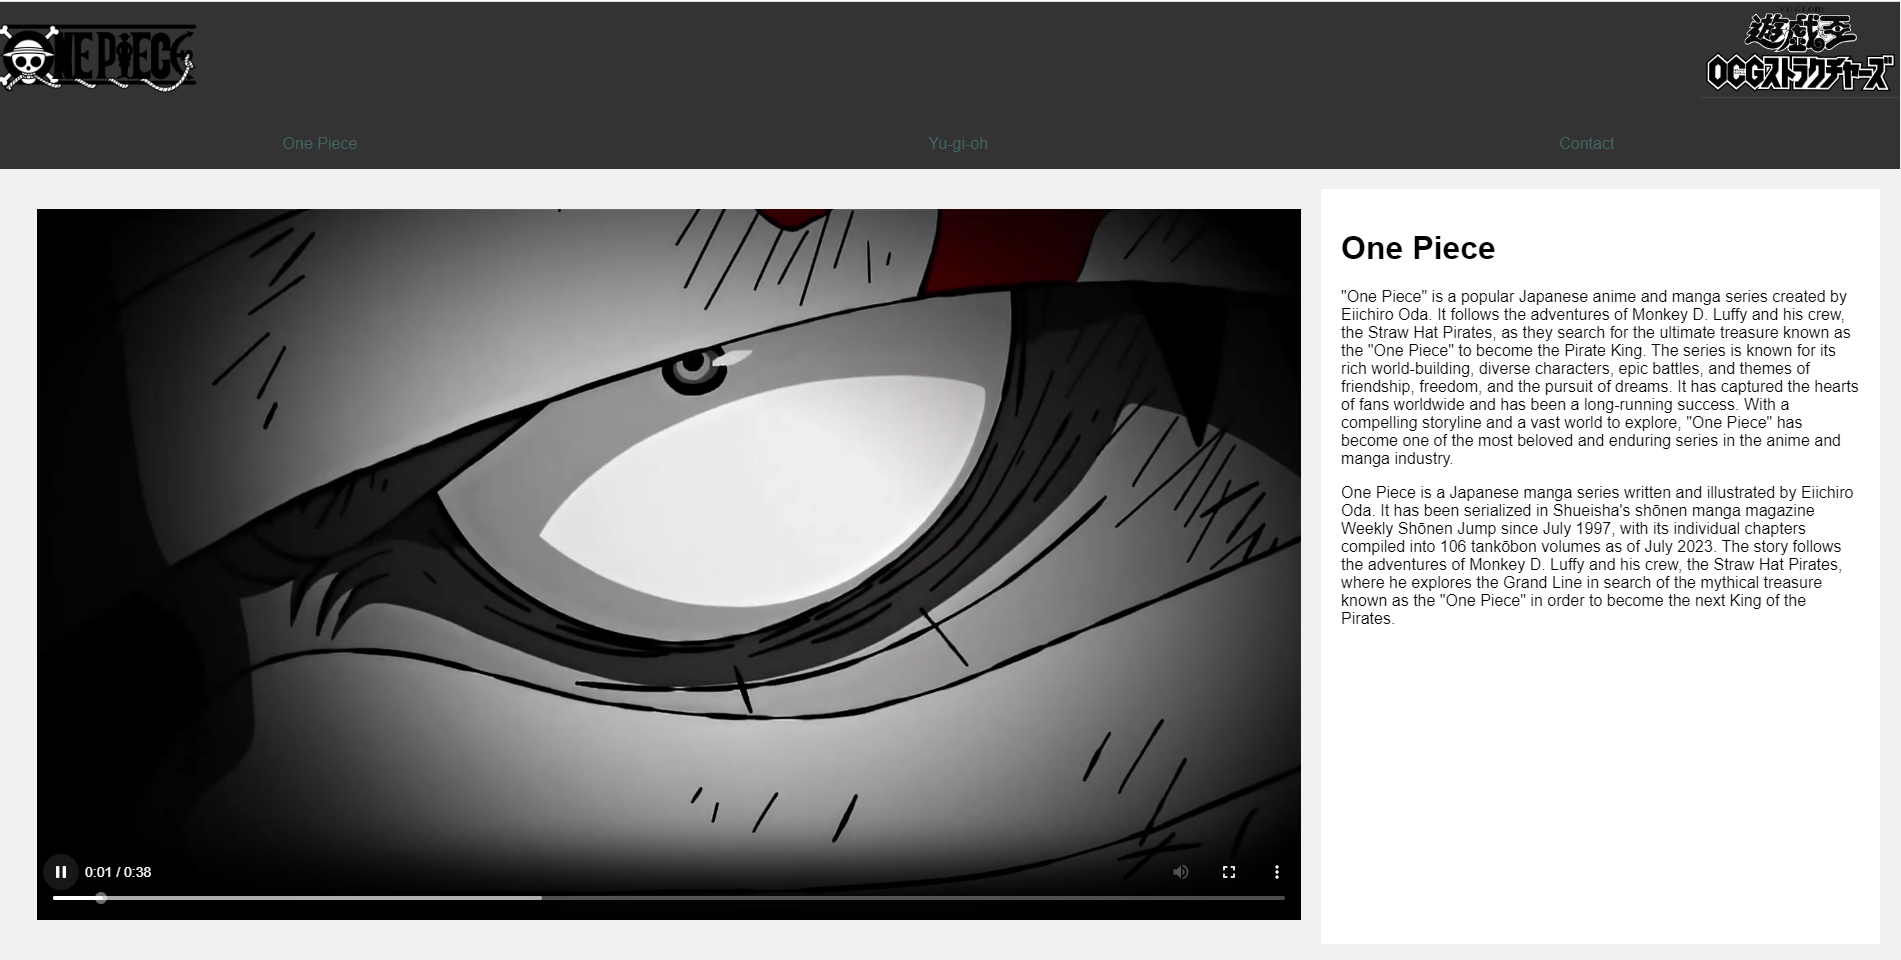 ONE PIECE
遊戯王
OCGストラクチャーズ
One Piece
Yu-gi-oh
Contact
One Piece
"One Piece" is a popular Japanese anime and manga series created by
Eiichiro Oda. It follows the adventures of Monkey D. Luffy and his crew,
the Straw Hat Pirates, as they search for the ultimate treasure known as
the "One Piece" to become the Pirate King. The series is known for its
rich world-building, diverse characters, epic battles, and themes of
friendship, freedom, and the pursuit of dreams. It has captured the hearts
of fans worldwide and has been a long-running success. With a
compelling storyline and a vast world to explore, "One Piece" has
become one of the most beloved and enduring series in the anime and
manga industry.
One Piece is a Japanese manga series written and illustrated by Eiichiro
Oda. It has been serialized in Shueisha's shōnen manga magazine
Weekly Shōnen Jump since July 1997, with its individual chapters
compiled into 106 tankōbon volumes as of July 2023. The story follows
the adventures of Monkey D. Luffy and his crew, the Straw Hat Pirates,
where he explores the Grand Line in search of the mythical treasure
known as the "One Piece" in order to become the next King of the
Pirates.
0:01 / 0:38